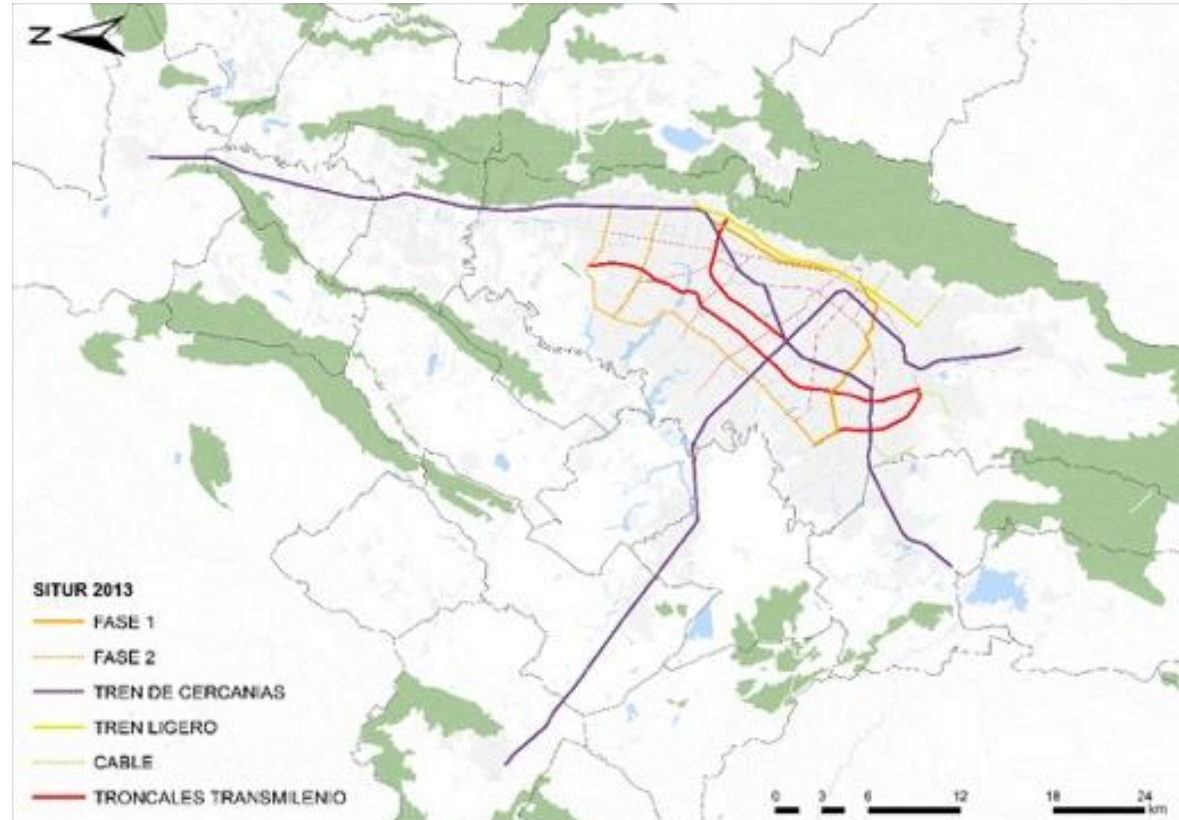 Z
SITUR 2013
FASE 1
FASE 2
TREN DE CERCANIAS
TREN LIGERO
CABLE
TRONCALES TRANSMILENIO
0 3 6 12 18 24
km